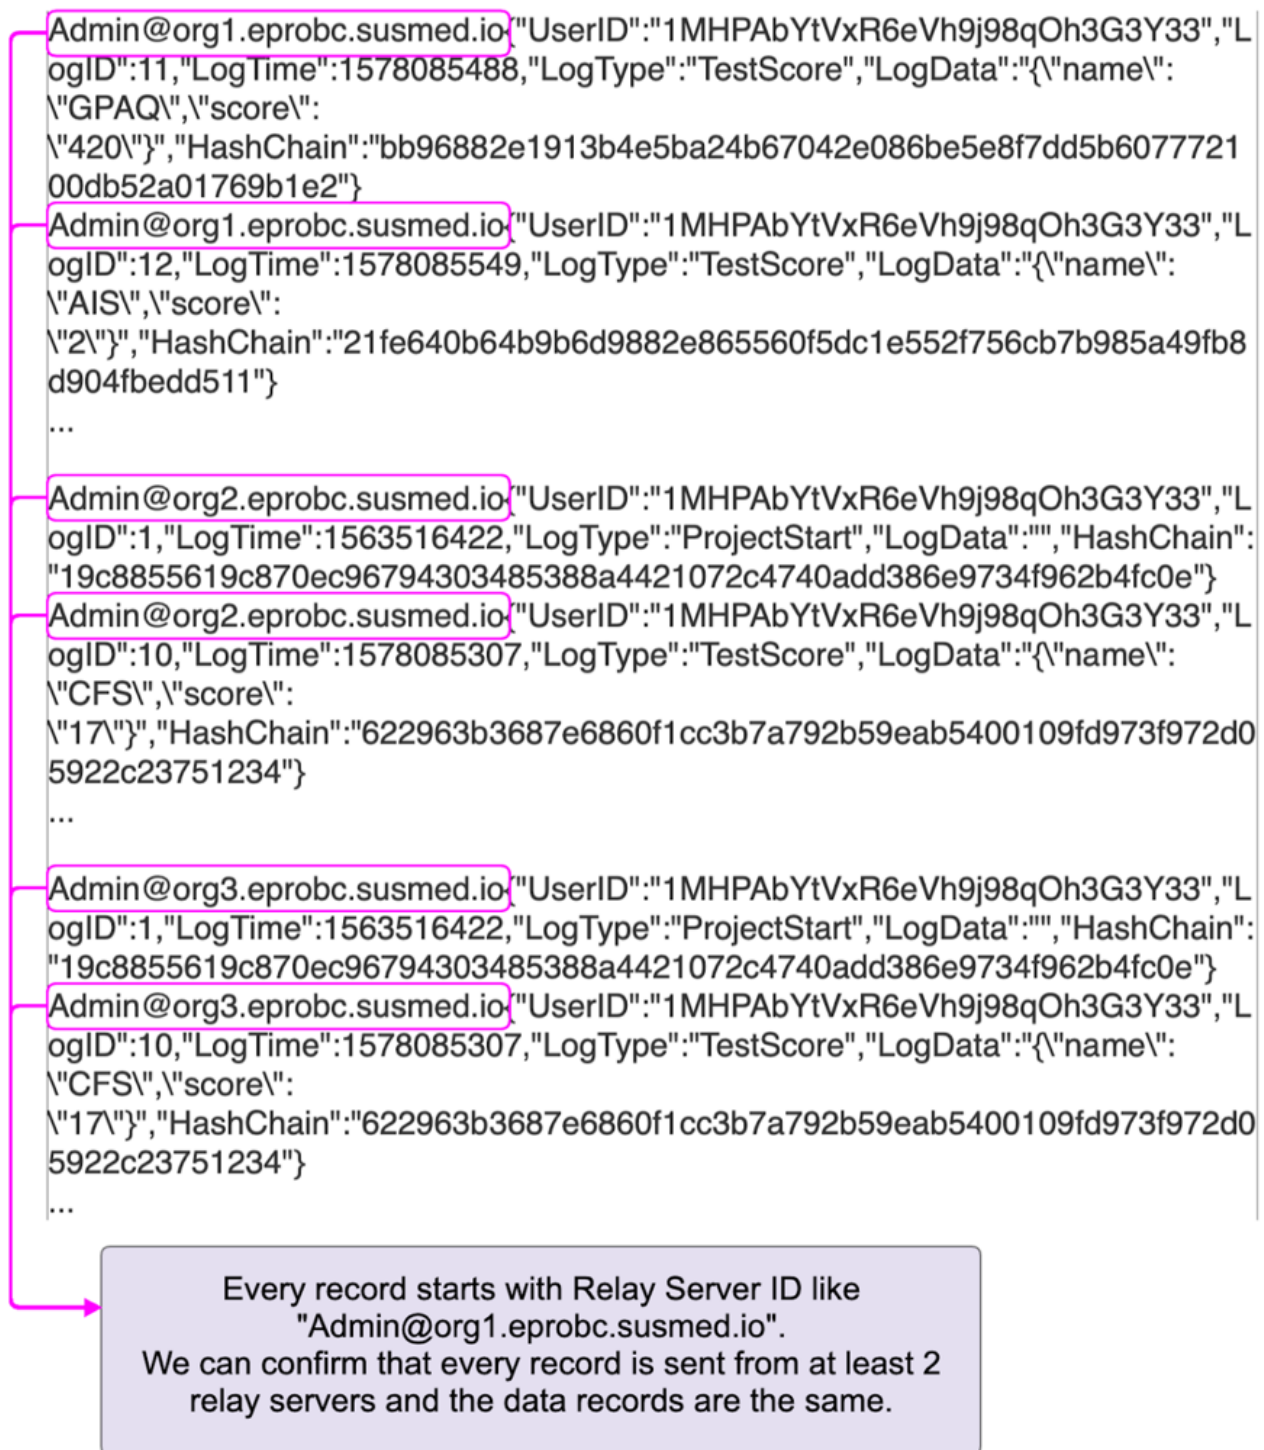 Admin@org1.eprobc.susmed.io{"UserID":"1MHPAbYtVxR6eVh9j98qOh3G3Y33","L
ogID":11,"LogTime":1578085488,"LogType":"TestScore","LogData":"{\"name\":
\"GPAQ\",\"score\":
\"420\"}","HashChain":"bb96882e1913b4e5ba24b67042e086be5e8f7dd5b6077721
00db52a01769b1e2"}
Admin@org1.eprobc.susmed.io{"UserID":"1MHPAbYtVxR6eVh9j98qOh3G3Y33","L
ogID":12,"LogTime":1578085549,"LogType":"TestScore","LogData":"{\"name\":
\"AIS\",\"score\":
\"2\"}","HashChain":"21fe640b64b9b6d9882e865560f5dc1e552f756cb7b985a49fb8
d904fbedd511"}
...
Admin@org2.eprobc.susmed.io{"UserID":"1MHPAbYtVxR6eVh9j98qOh3G3Y33","L
ogID":1,"LogTime":1563516422,"LogType":"ProjectStart","LogData":"","HashChain":
"19c8855619c870ec96794303485388a4421072c4740add386e9734f962b4fc0e"}
Admin@org2.eprobc.susmed.io{"UserID":"1MHPAbYtVxR6eVh9j98qOh3G3Y33","L
ogID":10,"LogTime":1578085307,"LogType":"TestScore","LogData":"{\"name\":
\"CFS\",\"score\":
\"17\"}","HashChain":"622963b3687e6860f1cc3b7a792b59eab5400109fd973f972d0
5922c23751234"}
...
Admin@org3.eprobc.susmed.io{"UserID":"1MHPAbYtVxR6eVh9j98qOh3G3Y33","L
ogID":1,"LogTime":1563516422,"LogType":"ProjectStart","LogData":"","HashChain":
"19c8855619c870ec96794303485388a4421072c4740add386e9734f962b4fc0e"}
Admin@org3.eprobc.susmed.io{"UserID":"1MHPAbYtVxR6eVh9j98qOh3G3Y33","L
ogID":10,"LogTime":1578085307,"LogType":"TestScore","LogData":"{\"name\":
\"CFS\",\"score\":
\"17\"}","HashChain":"622963b3687e6860f1cc3b7a792b59eab5400109fd973f972d0
5922c23751234"}
...
Every record starts with Relay Server ID like
"Admin@org1.eprobc.susmed.io".
We can confirm that every record is sent from at least 2
relay servers and the data records are the same.